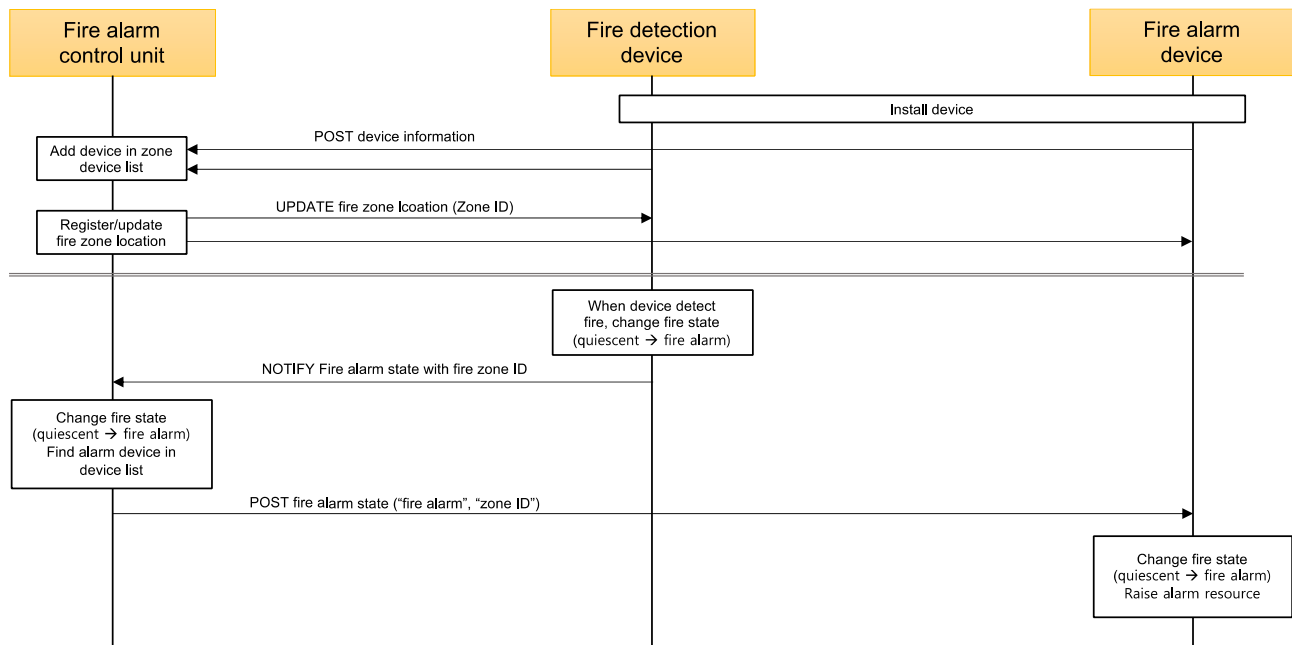 Fire alarm
control unit
Fire detection
device
Fire alarm
device
Install device
POST device information
Add device in zone
device list
UPDATE fire zone lcoation (Zone ID)
Register/update
fire zone location
When device detect
fire, change fire state
(quiescent → fire alarm)
NOTIFY Fire alarm state with fire zone ID
Change fire state
(quiescent → fire alarm)
Find alarm device in
device list
POST fire alarm state (“fire alarm”, “zone ID”)
Change fire state
(quiescent → fire alarm)
Raise alarm resource